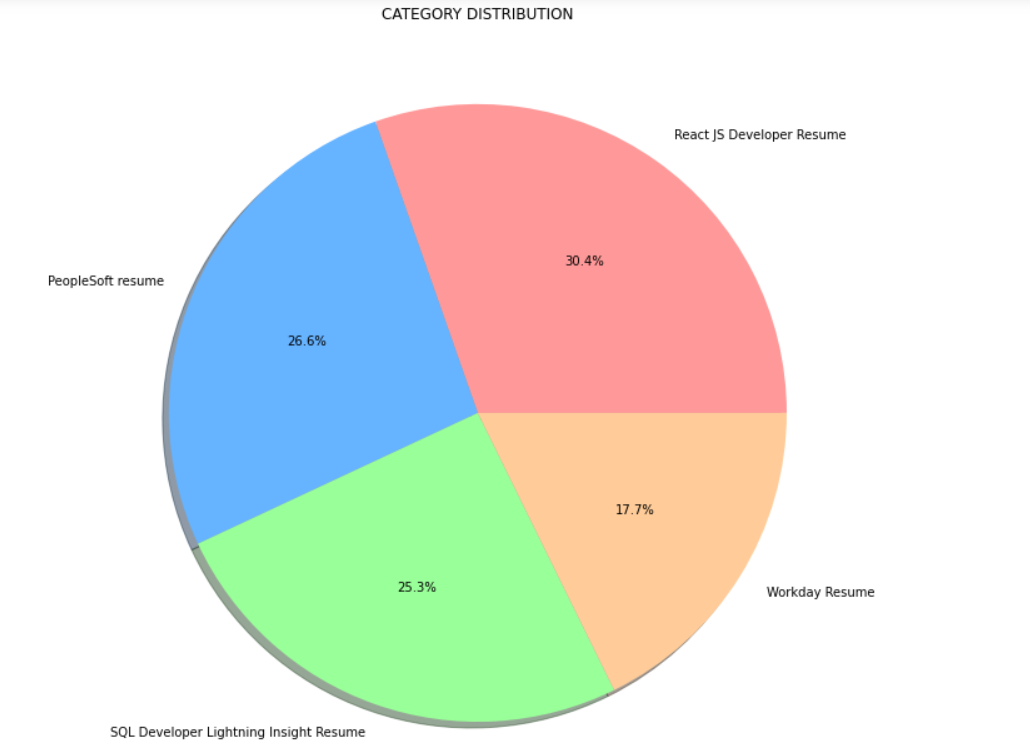 CATEGORY DISTRIBUTION
React JS Developer Resume
30.4%
PeopleSoft resume
26.6%
17.7%
25.3%
Workday Resume
SQL Developer Lightning Insight Resume